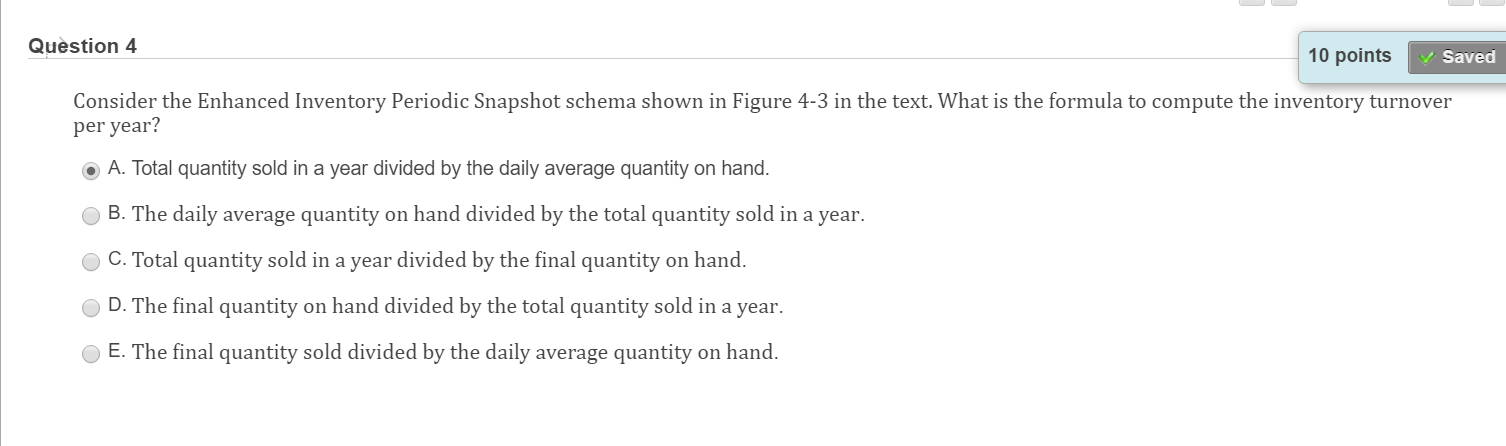 Question 4
10 points
Saved
Consider the Enhanced Inventory Periodic Snapshot schema shown in Figure 4-3 in the text. What is the formula to compute the inventory turnover
per year?
A. Total quantity sold in a year divided by the daily average quantity on hand.
B. The daily average quantity on hand divided by the total quantity sold in a year.
C. Total quantity sold in a year divided by the final quantity on hand.
D. The final quantity on hand divided by the total quantity sold in a year.
E. The final quantity sold divided by the daily average quantity on hand.